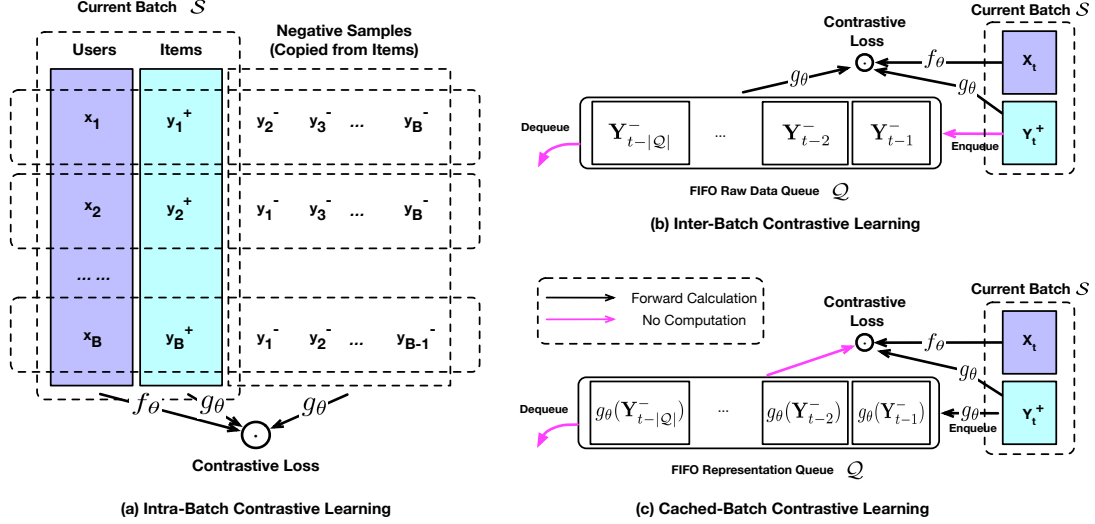 Current Batch S
Users Items
Negative Samples
(Copied from Items)
x1 y1+ y2- y3- ... yB-
x2 y2+ y1- y3- ... yB-
... ...
xB yB+ y1- y2- ... yB-1-
fθ gθ gθ
Contrastive Loss
(a) Intra-Batch Contrastive Learning
Current Batch S
Contrastive
Loss
fθ
Xt
gθ
gθ
Dequeue
Y−t−|Q| ... Y−t−2 Y−t−1
Enqueue
Yt+
FIFO Raw Data Queue Q
(b) Inter-Batch Contrastive Learning
Forward Calculation
No Computation
Current Batch S
Contrastive
Loss
fθ
Xt
gθ
Dequeue
gθ(Y−t−|Q|) ... gθ(Y−t−2) gθ(Y−t−1)
gθ
Enqueue
Yt+
FIFO Representation Queue Q
(c) Cached-Batch Contrastive Learning